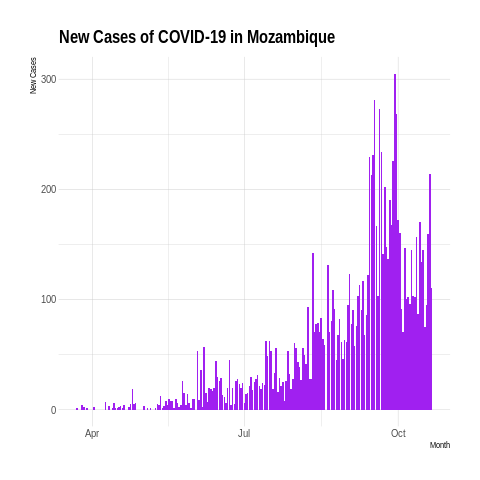 New Cases of COVID-19 in Mozambique
New Cases
300
200
100
0
Apr
Jul
Oct
Month